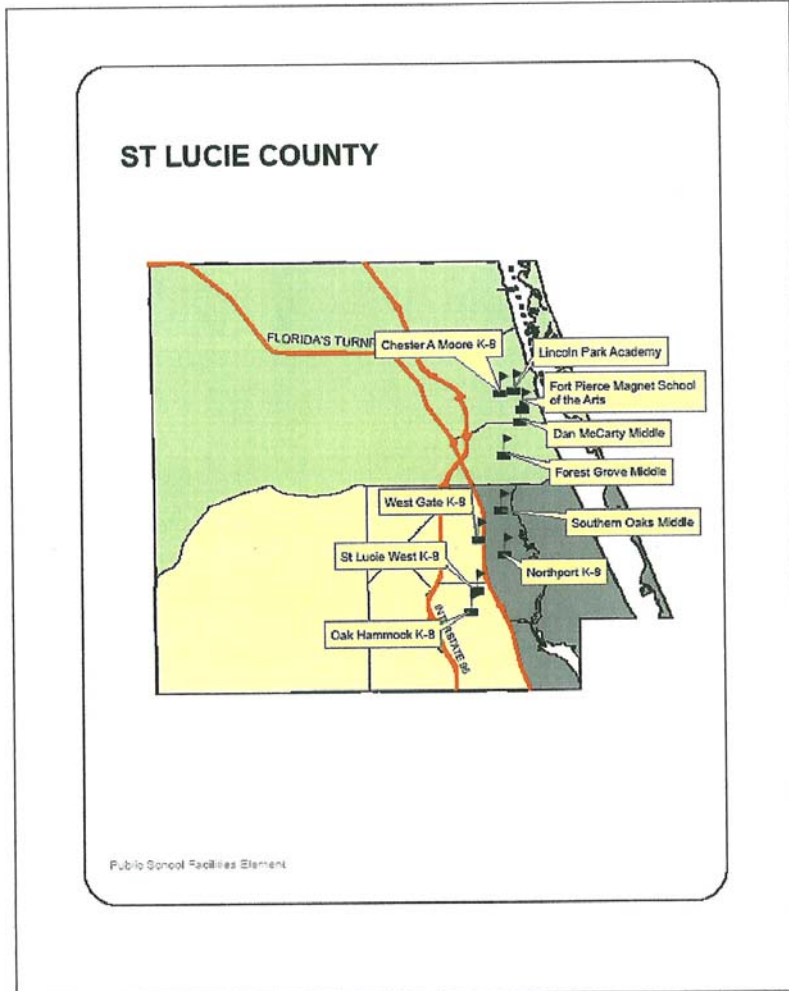 ST LUCIE COUNTY
FLORIDA'S TURNP
Chester A Moore K-8
Lincoln Park Academy
Fort Pierce Magnet School
of the Arts
Dan McCarty Middle
Forest Grove Middle
West Gate K-8
Southern Oaks Middle
St Lucie West K-8
Northport K-8
Oak Hammock K-8
INTERSTATE 95
Public School Facilities Element